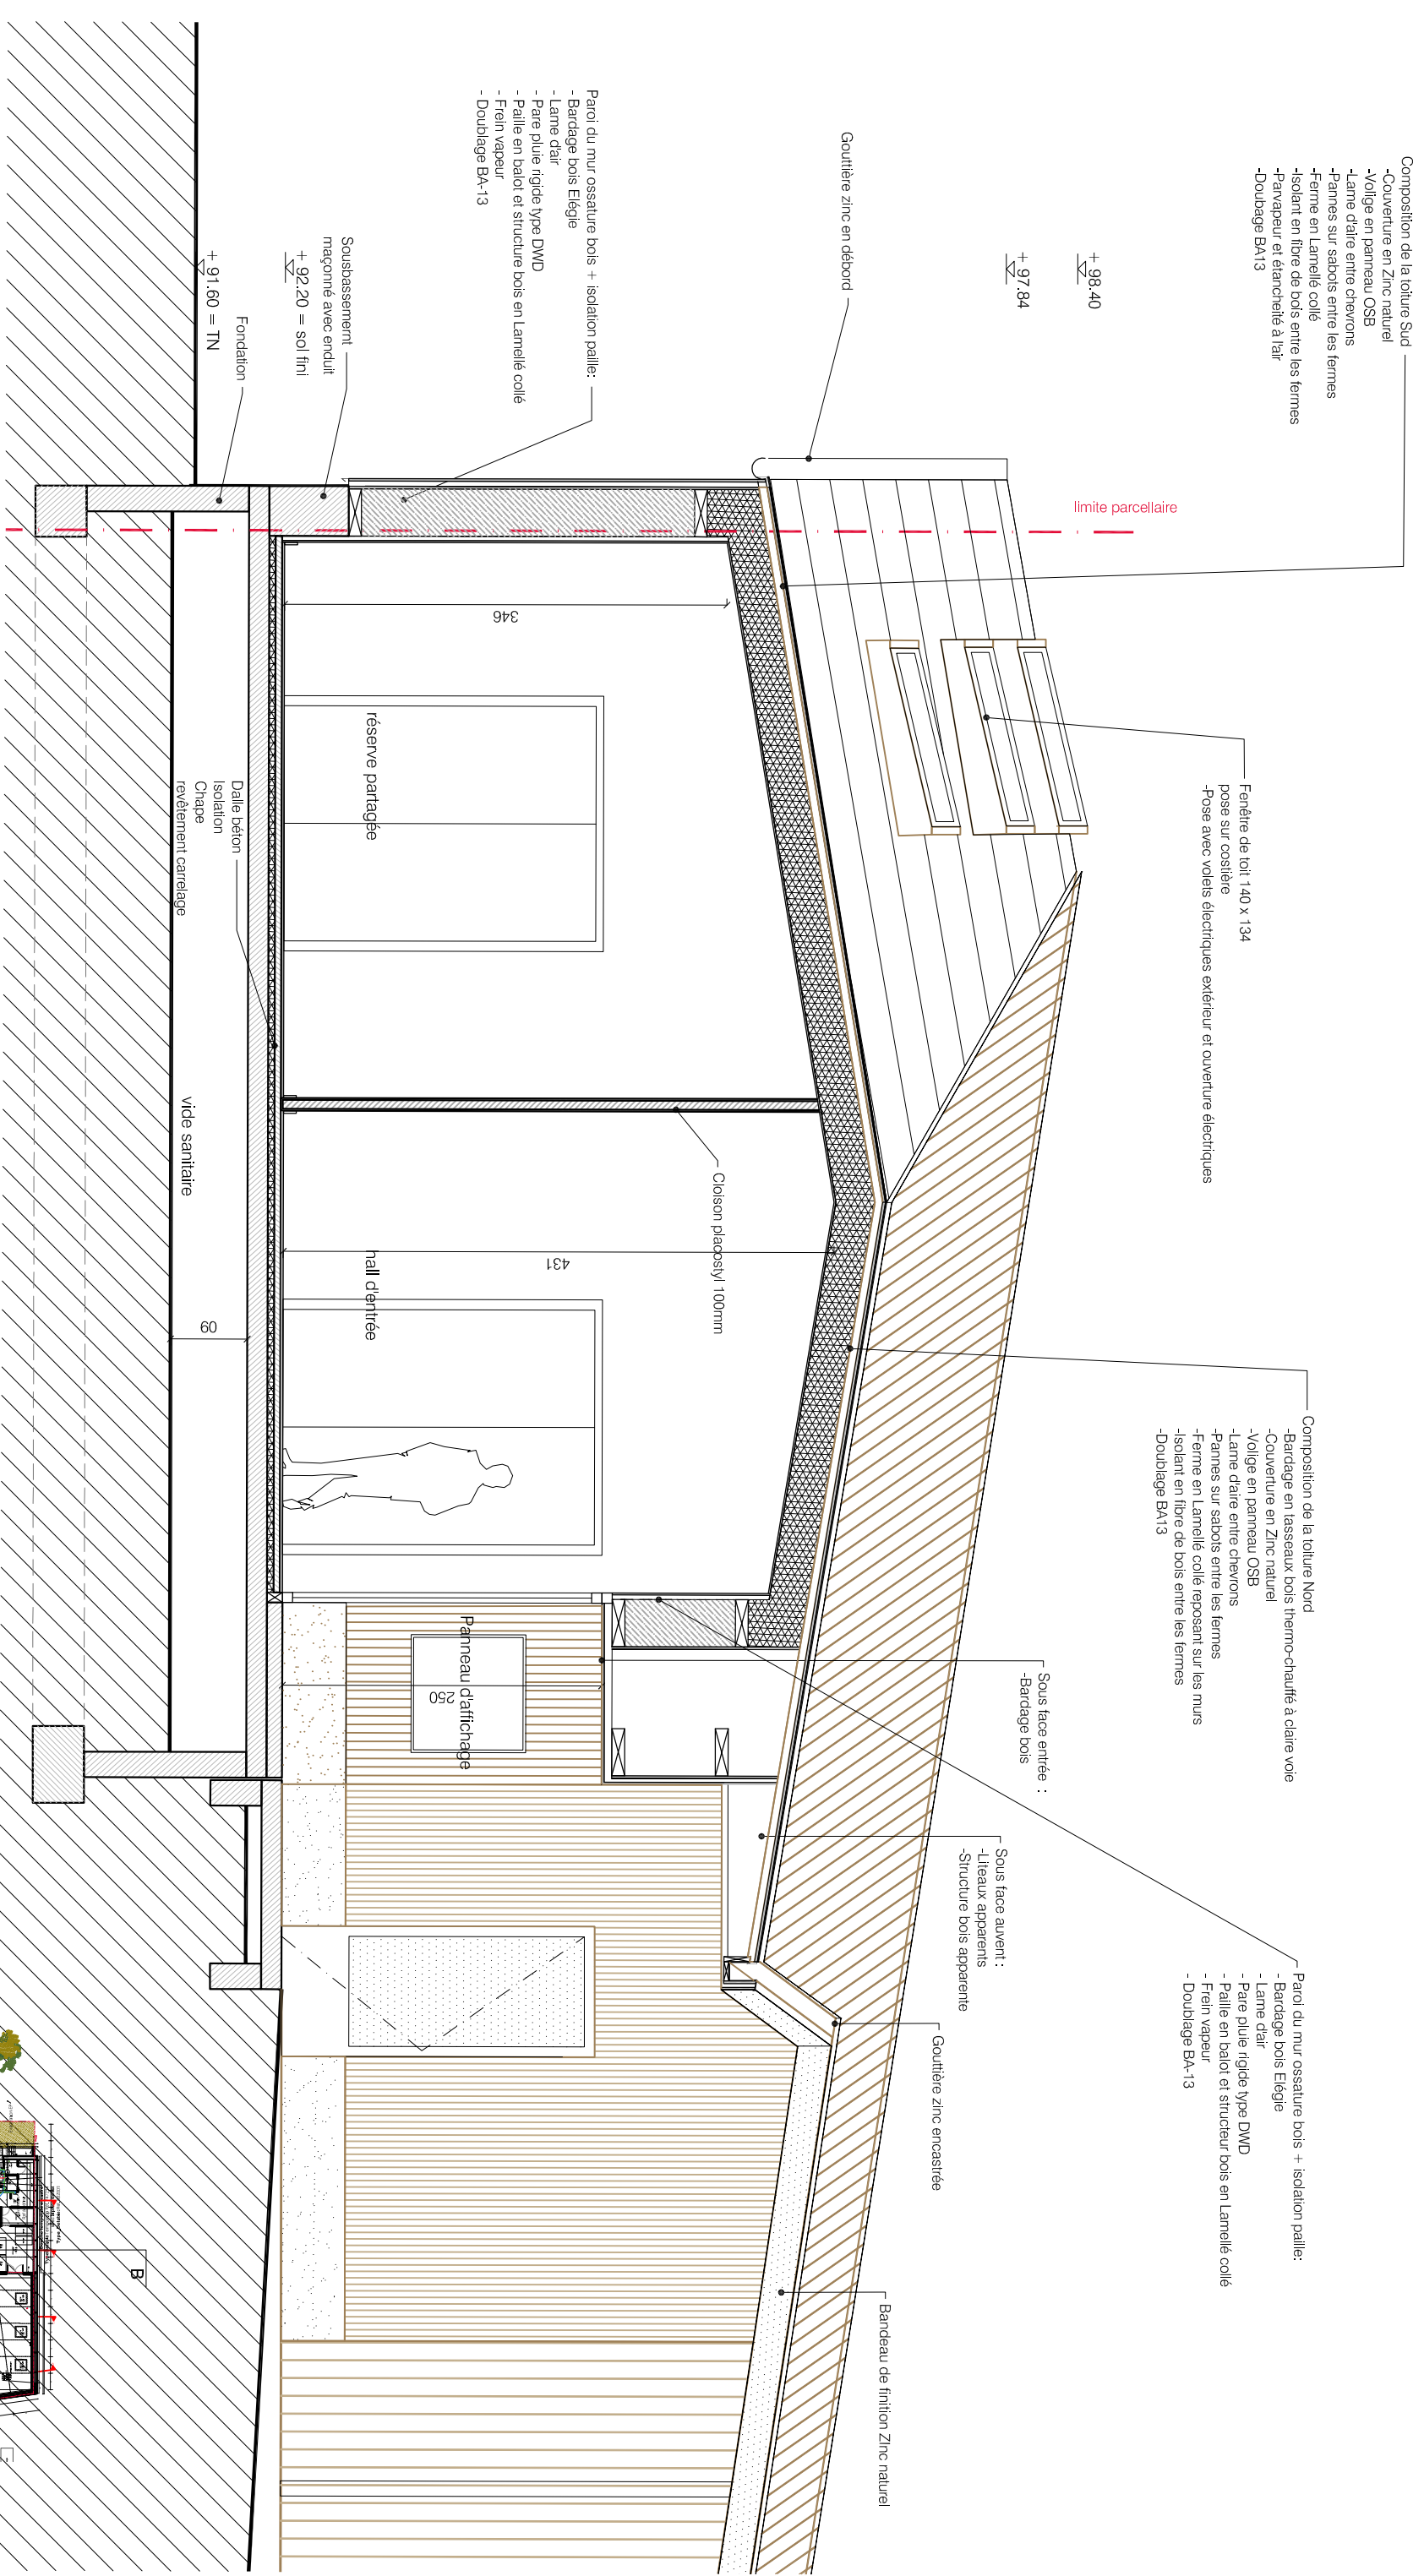 Composition de la toiture Sud
-Couverture en Zinc naturel
-Volige en panneau OSB
-Lame d'aire entre chevrons
-Pannes sur sabots entre les fermes
-Ferme en Lamellé collé
-Isolant en fibre de bois entre les fermes
-Parvapeur et étancheité à l'air
-Doubage BA13
+ 98.40
+ 97.84
limite parcellaire
Fenêtre de toit 140 x 134
pose sur costière
-Pose avec volets électriques extérieur et ouverture électriques
Composition de la toiture Nord
-Bardage en tasseaux bois thermo-chauffé à claire voie
-Couverture en Zinc naturel
-Volige en panneau OSB
-Lame d'aire entre chevrons
-Pannes sur sabots entre les fermes
-Ferme en Lamellé collé reposant sur les murs
-Isolant en fibre de bois entre les fermes
-Doublage BA13
Paroi du mur ossature bois + isolation paille:
- Bardage bois Elégie
- Lame d'air
- Pare pluie rigide type DWD
- Paille en balot et structeur bois en Lamellé collé
- Frein vapeur
- Doublage BA-13
Sous face entrée :
-Bardage bois
Sous face auvent :
-Liteaux apparents
-Structure bois apparente
Gouttière zinc encastrée
Bandeau de finition ZInc naturel
Gouttière zinc en débord
Cloison placostyl 100mm
Paroi du mur ossature bois + isolation paille:
- Bardage bois Elégie
- Lame d'air
- Pare pluie rigide type DWD
- Paille en balot et structure bois en Lamellé collé
- Frein vapeur
- Doublage BA-13
346
431
250
Panneau d'affichage
réserve partagée
hall d'entrée
Sousbassement
maçonné avec enduit
+ 92.20 = sol fini
Fondation
+ 91.60 = TN
Dalle béton
Isolation
Chape
revêtement carrelage
vide sanitaire
60
B